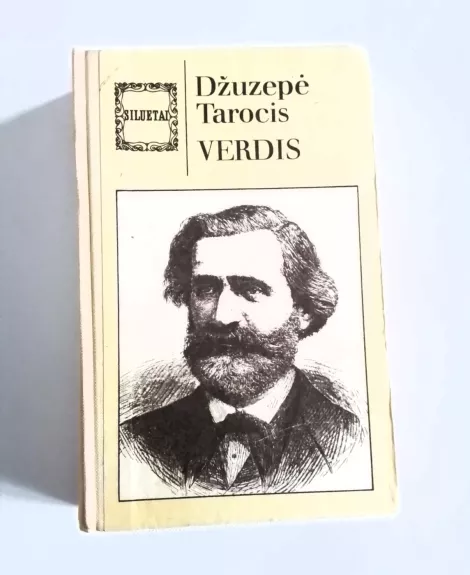 SILUETAI
Džuzepė
Tarocis
VERDIS